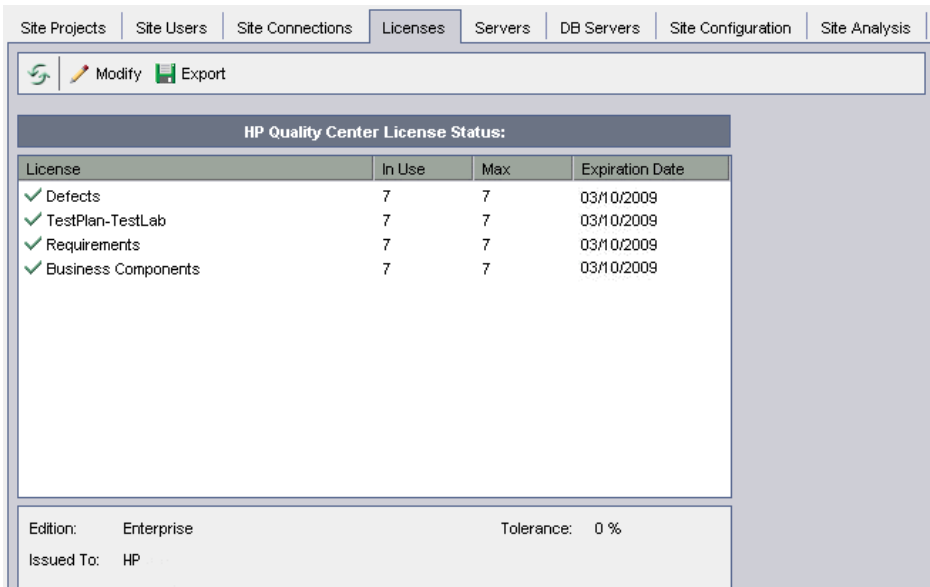 Site Projects Site Users Site Connections Licenses Servers DB Servers Site Configuration Site Analysis
Modify Export
HP Quality Center License Status:
License In Use Max Expiration Date
Defects 7 7 03/10/2009
TestPlan-TestLab 7 7 03/10/2009
Requirements 7 7 03/10/2009
Business Components 7 7 03/10/2009
Edition: Enterprise Tolerance: 0 %
Issued To: HP